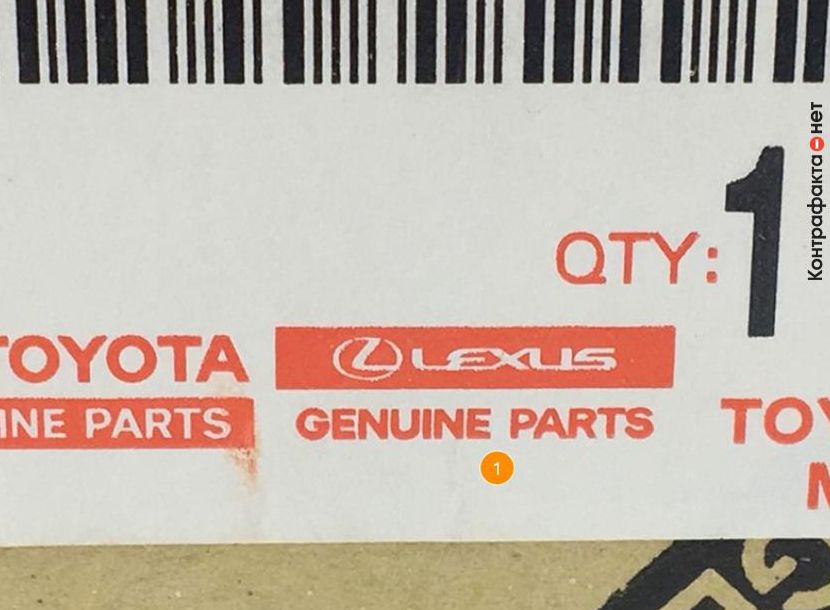 QTY: 1
TOYOTA
LEXUS
INE PARTS
GENUINE PARTS
TOY
M
1
Контрафакта нет